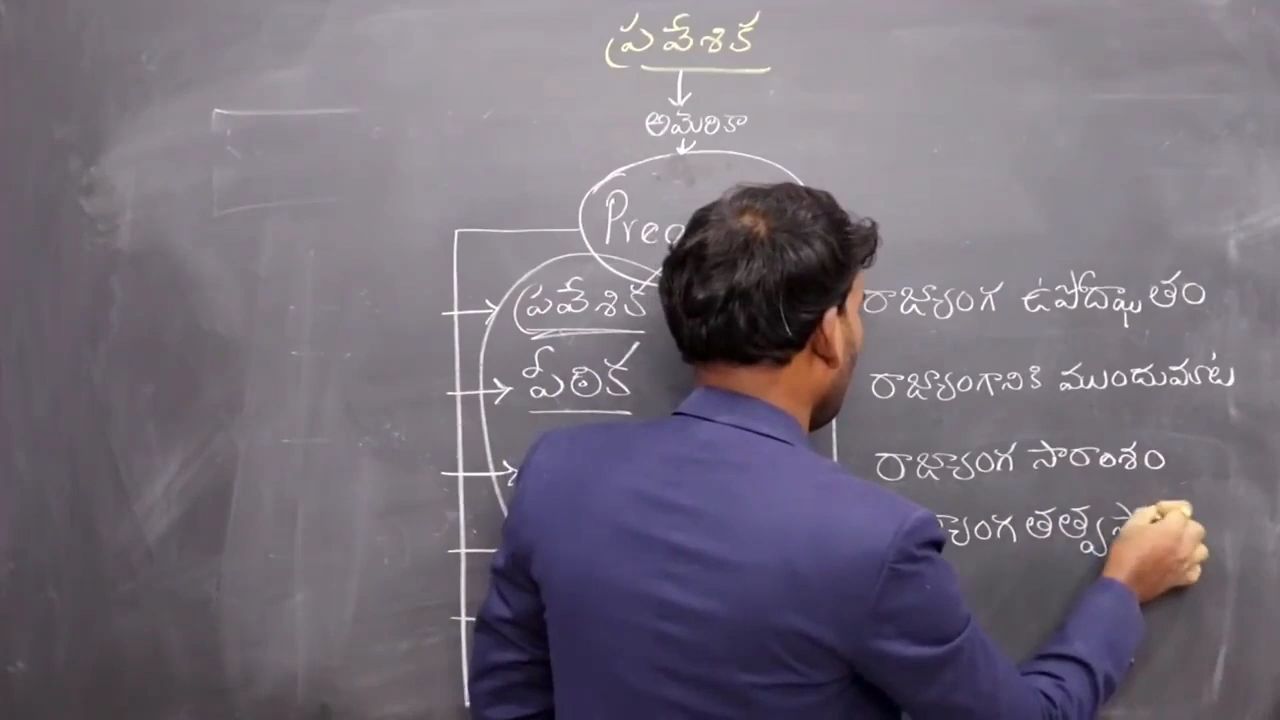 ప్రవేశిక
అమెరికా
ప్రవేశిక
రాజ్యాంగ ఉపోద్ఘాతం
పీఠిక
రాజ్యాంగానికి ముందుమాట
రాజ్యాంగ సారాంశం